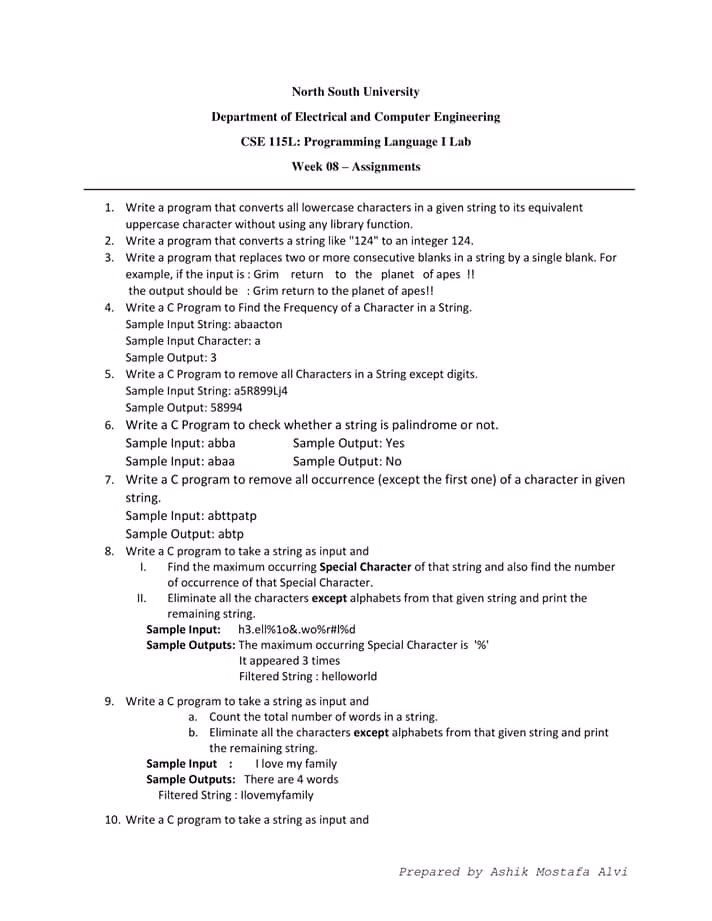 North South University
Department of Electrical and Computer Engineering
CSE 115L: Programming Language I Lab
Week 08 – Assignments
1. Write a program that converts all lowercase characters in a given string to its equivalent
uppercase character without using any library function.
2. Write a program that converts a string like "124" to an integer 124.
3. Write a program that replaces two or more consecutive blanks in a string by a single blank. For
example, if the input is : Grim return to the planet of apes !!
the output should be : Grim return to the planet of apes!!
4. Write a C Program to Find the Frequency of a Character in a String.
Sample Input String: abaacton
Sample Input Character: a
Sample Output: 3
5. Write a C Program to remove all Characters in a String except digits.
Sample Input String: a5R899Lj4
Sample Output: 58994
6. Write a C Program to check whether a string is palindrome or not.
Sample Input: abba Sample Output: Yes
Sample Input: abaa Sample Output: No
7. Write a C program to remove all occurrence (except the first one) of a character in given
string.
Sample Input: abttpatp
Sample Output: abtp
8. Write a C program to take a string as input and
I. Find the maximum occurring Special Character of that string and also find the number
of occurrence of that Special Character.
II. Eliminate all the characters except alphabets from that given string and print the
remaining string.
Sample Input: h3.ell%1o&.wo%r#l%d
Sample Outputs: The maximum occurring Special Character is '%'
It appeared 3 times
Filtered String : helloworld
9. Write a C program to take a string as input and
a. Count the total number of words in a string.
b. Eliminate all the characters except alphabets from that given string and print
the remaining string.
Sample Input : I love my family
Sample Outputs: There are 4 words
Filtered String : Ilovemyfamily
10. Write a C program to take a string as input and
Prepared by Ashik Mostafa Alvi